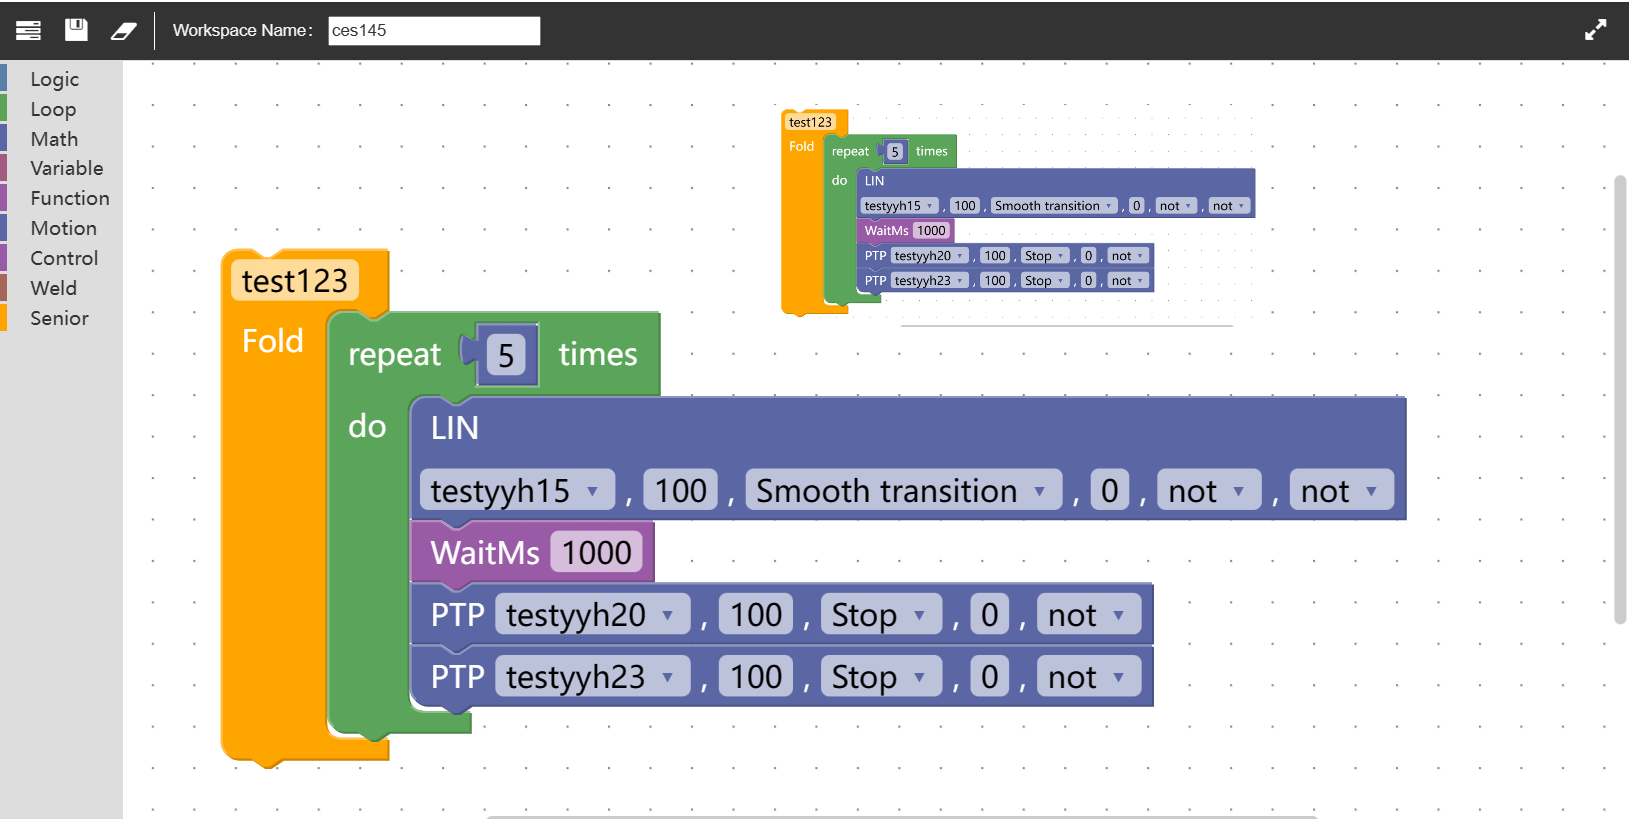 Workspace Name: ces145
Logic
Loop
Math
Variable
Function
Motion
Control
Weld
Senior
test123
Fold
repeat 5 times
do
LIN
testyyh15 , 100 , Smooth transition , 0 , not , not
WaitMs 1000
PTP testyyh20 , 100 , Stop , 0 , not
PTP testyyh23 , 100 , Stop , 0 , not
test123
Fold
repeat 5 times
do
LIN
testyyh15 , 100 , Smooth transition , 0 , not , not
WaitMs 1000
PTP testyyh20 , 100 , Stop , 0 , not
PTP testyyh23 , 100 , Stop , 0 , not